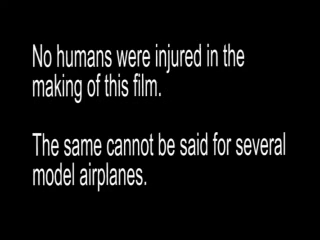 No humans were injured in the
making of this film.
The same cannot be said for several
model airplanes.